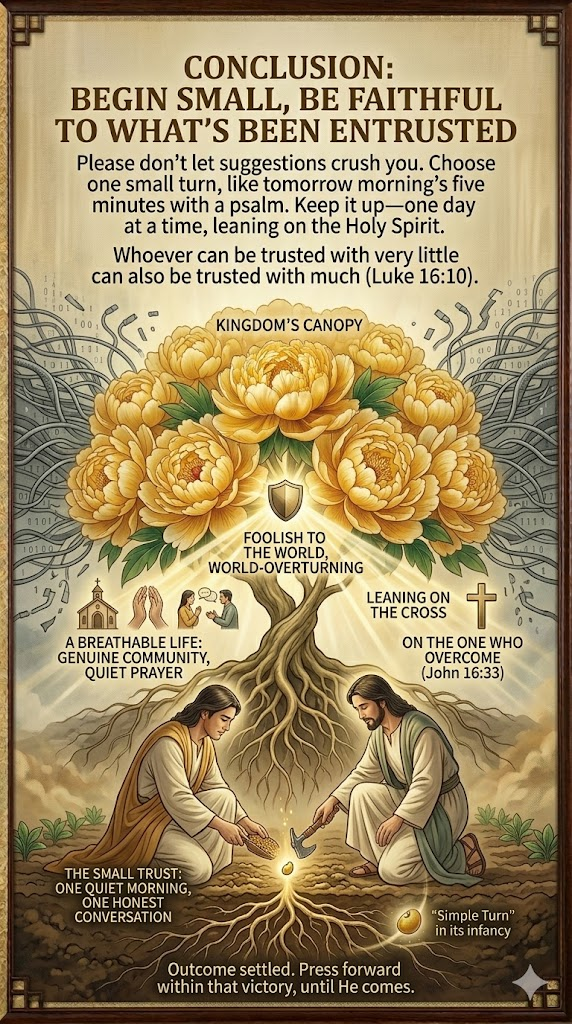 CONCLUSION:
BEGIN SMALL, BE FAITHFUL
TO WHAT'S BEEN ENTRUSTED
Please don't let suggestions crush you. Choose
one small turn, like tomorrow morning's five
minutes with a psalm. Keep it up—one day
at a time, leaning on the Holy Spirit.
Whoever can be trusted with very little
can also be trusted with much (Luke 16:10).
KINGDOM'S CANOPY
FOOLISH TO
THE WORLD,
WORLD-OVERTURNING
A BREATHABLE LIFE:
GENUINE COMMUNITY,
QUIET PRAYER
LEANING ON
THE CROSS
ON THE ONE WHO
OVERCOME
(John 16:33)
THE SMALL TRUST:
ONE QUIET MORNING,
ONE HONEST
CONVERSATION
"Simple Turn"
in its infancy
Outcome settled. Press forward
within that victory, until He comes.